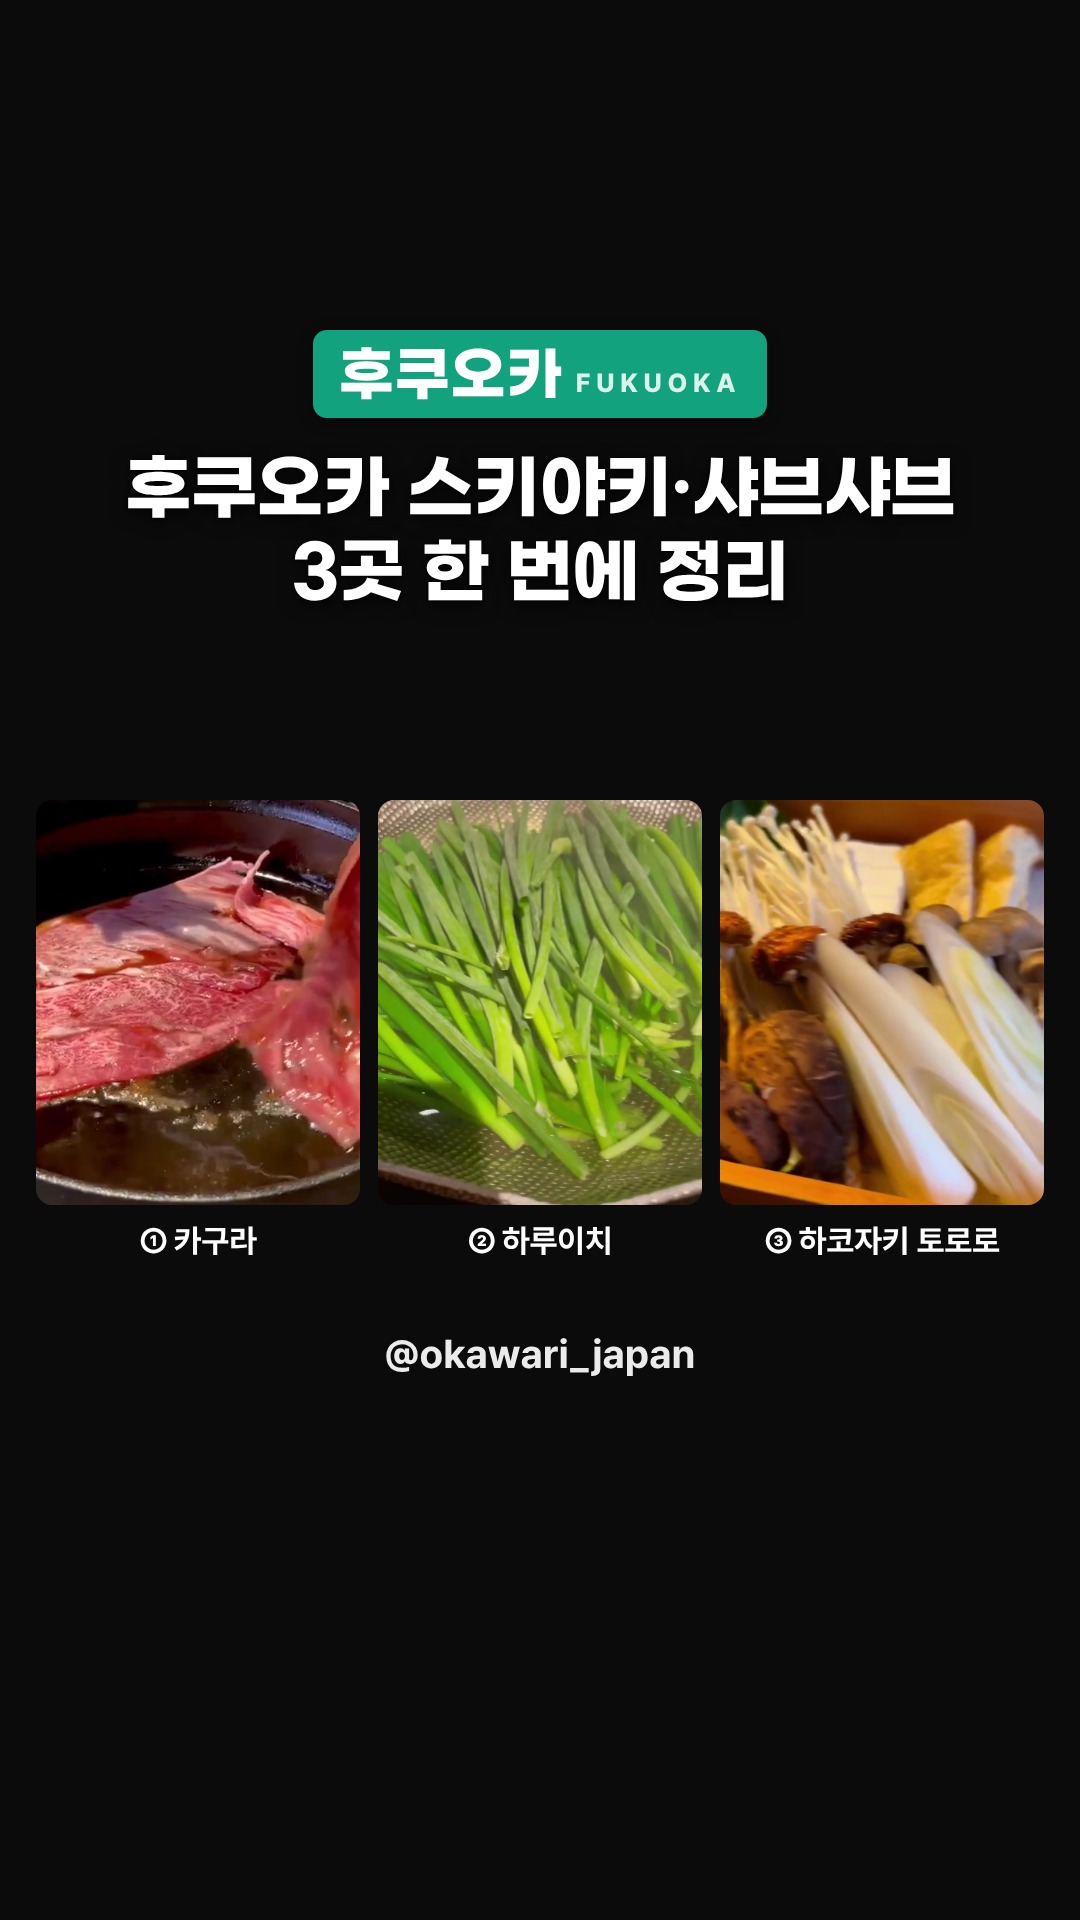 후쿠오카 FUKUOKA
후쿠오카 스키야키·샤브샤브
3곳 한 번에 정리
① 카구라
② 하루이치
③ 하코자키 토로로
@okawari_japan